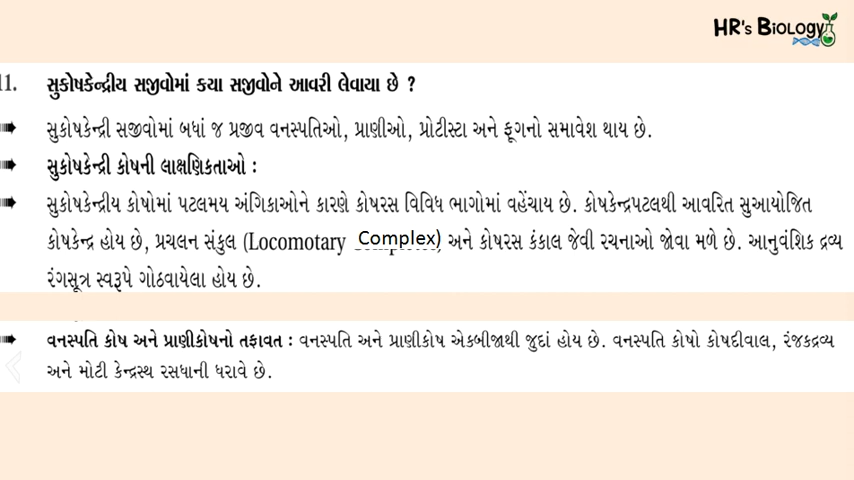 HR's Biology
11. સુકોષકેન્દ્રીય સજીવોમાં કયા સજીવોને આવરી લેવાયા છે ?
સુકોષકેન્દ્રી સજીવોમાં બધાં જ પ્રજીવ વનસ્પતિઓ, પ્રાણીઓ, પ્રોટીસ્ટા અને ફૂગનો સમાવેશ થાય છે.
સુકોષકેન્દ્રી કોષની લાક્ષણિકતાઓ :
સુકોષકેન્દ્રીય કોષોમાં પટલમય અંગિકાઓને કારણે કોષરસ વિવિધ ભાગોમાં વહેંચાય છે. કોષકેન્દ્રપટલથી આવરિત સુઆયોજિત
કોષકેન્દ્ર હોય છે, પ્રચલન સંકુલ (Locomotary Complex) અને કોષરસ કંકાલ જેવી રચનાઓ જોવા મળે છે. આનુવંશિક દ્રવ્ય
રંગસૂત્ર સ્વરૂપે ગોઠવાયેલા હોય છે.
વનસ્પતિ કોષ અને પ્રાણીકોષનો તફાવત : વનસ્પતિ અને પ્રાણીકોષ એકબીજાથી જુદાં હોય છે. વનસ્પતિ કોષો કોષદીવાલ, રંજકદ્રવ્ય
અને મોટી કેન્દ્રસ્થ રસધાની ધરાવે છે.